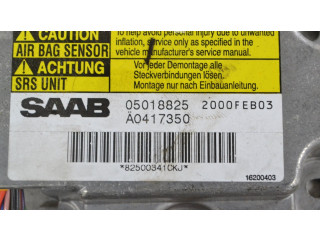 CAUTION
AIR BAG SENSOR
To help avoid personal injury due to unwanted
inflation, service only as specified in the
vehicle manufacturer's service manual.
ACHTUNG
SRS UNIT
Vor jeder Demontage alle
Steckverbindungen lösen.
Montage nur nach Einbauanleitung.
SAAB 05018825 2000FEB03
A0417350
*825003410KJ*
16200403